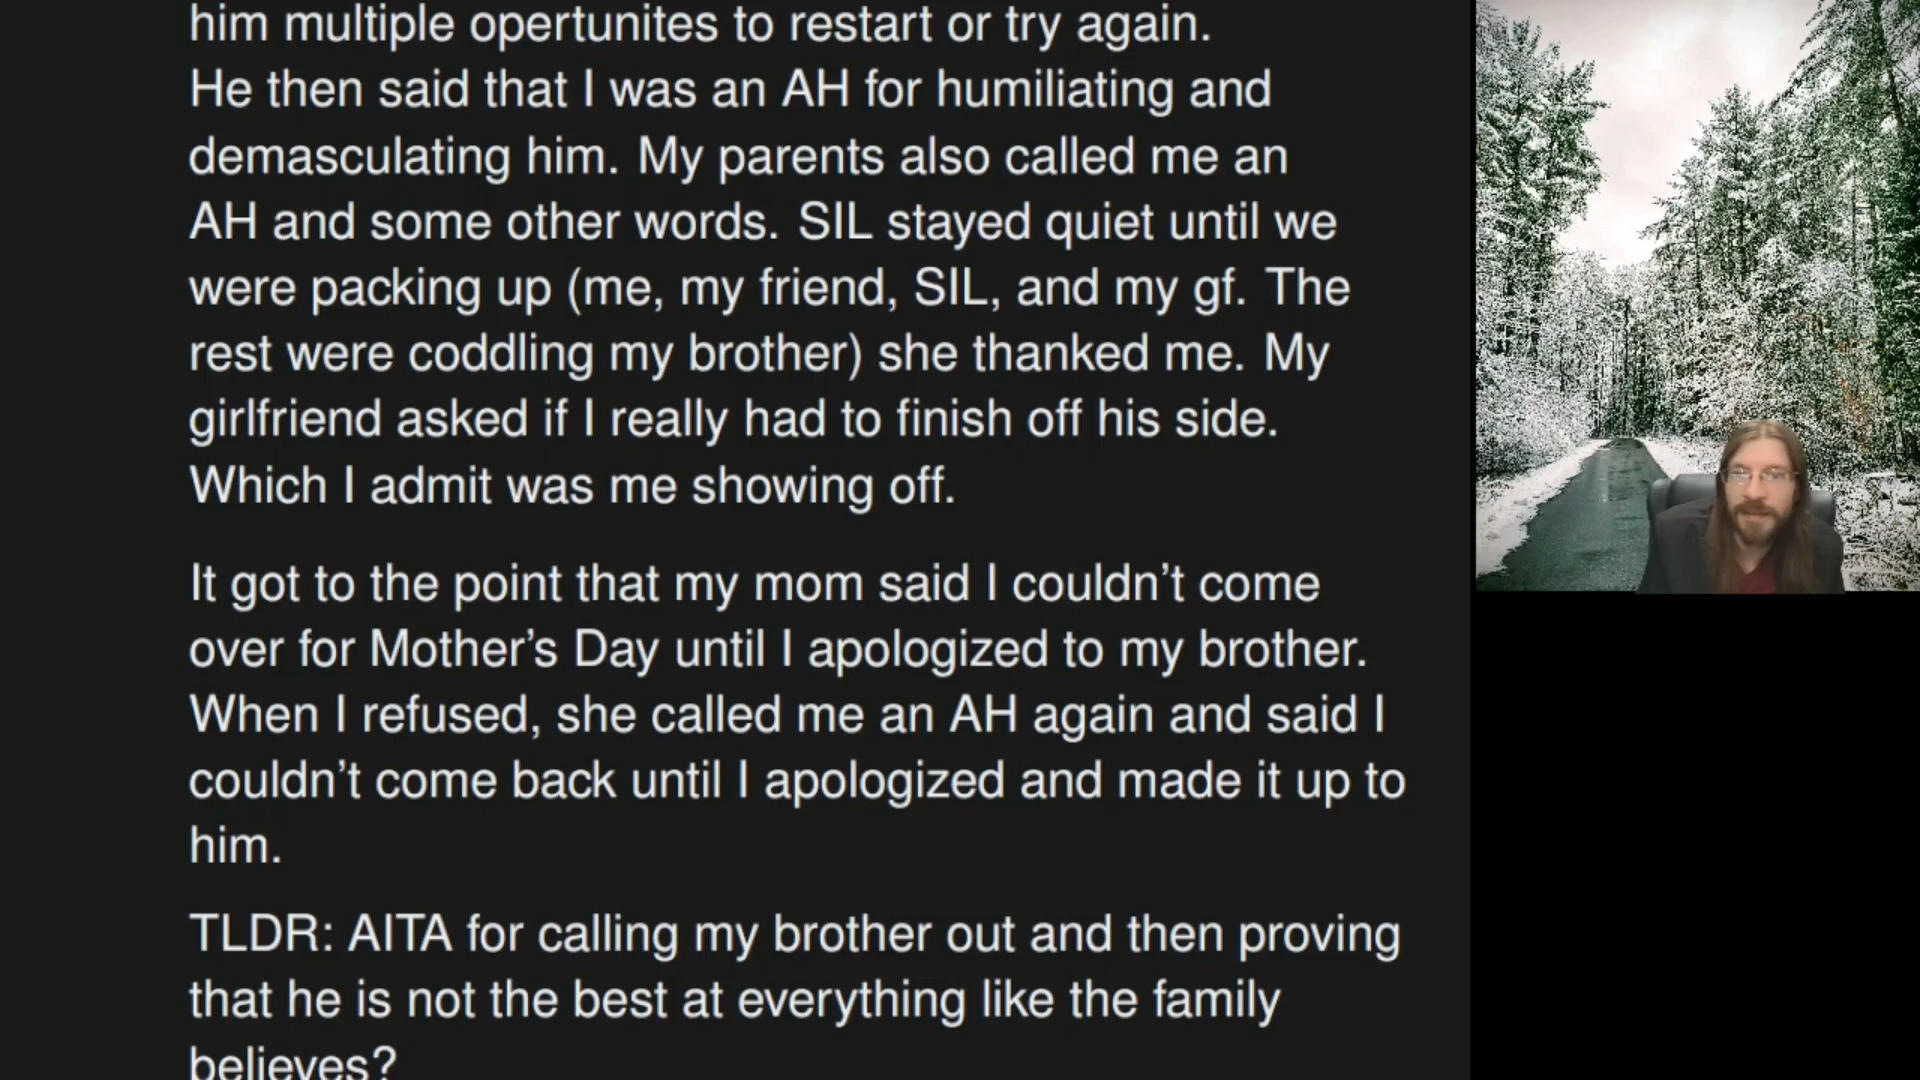 him multiple opertunites to restart or try again.
He then said that I was an AH for humiliating and
demasculating him. My parents also called me an
AH and some other words. SIL stayed quiet until we
were packing up (me, my friend, SIL, and my gf. The
rest were coddling my brother) she thanked me. My
girlfriend asked if I really had to finish off his side.
Which I admit was me showing off.
It got to the point that my mom said I couldn’t come
over for Mother’s Day until I apologized to my brother.
When I refused, she called me an AH again and said I
couldn’t come back until I apologized and made it up to
him.
TLDR: AITA for calling my brother out and then proving
that he is not the best at everything like the family
believes?